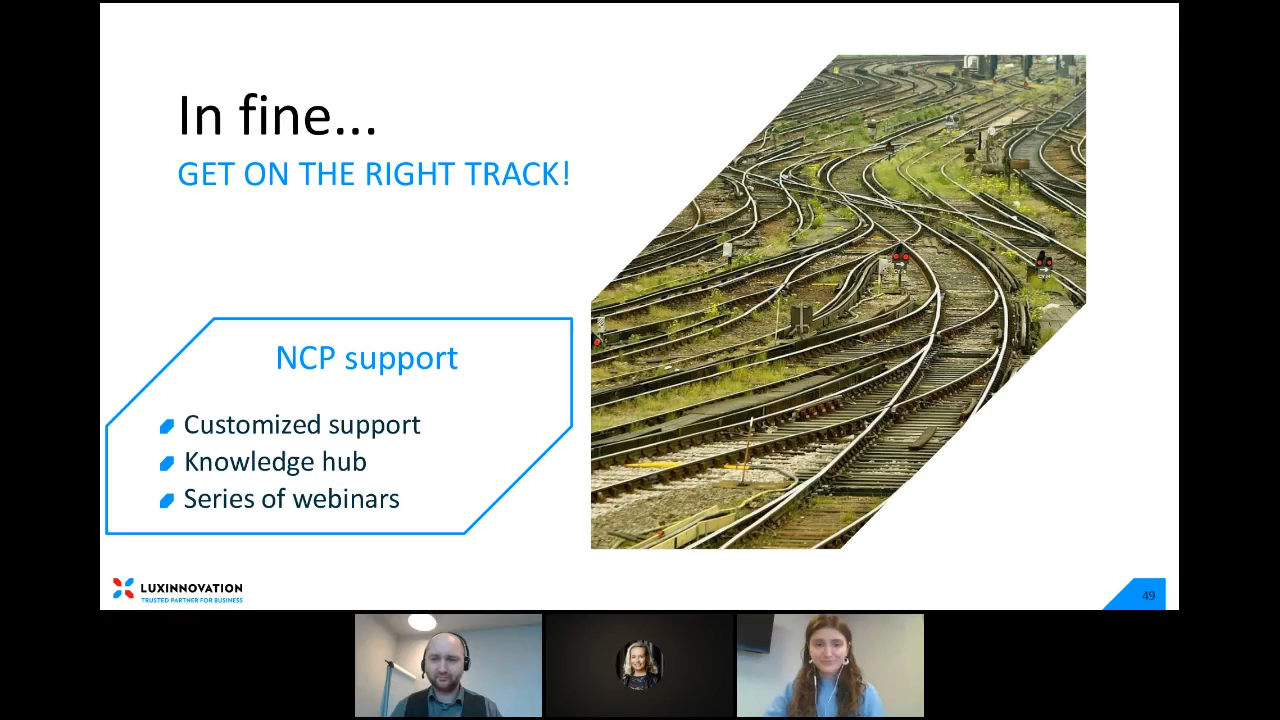 In fine...
GET ON THE RIGHT TRACK!
NCP support
Customized support
Knowledge hub
Series of webinars
LUXINNOVATION
TRUSTED PARTNER FOR BUSINESS
49